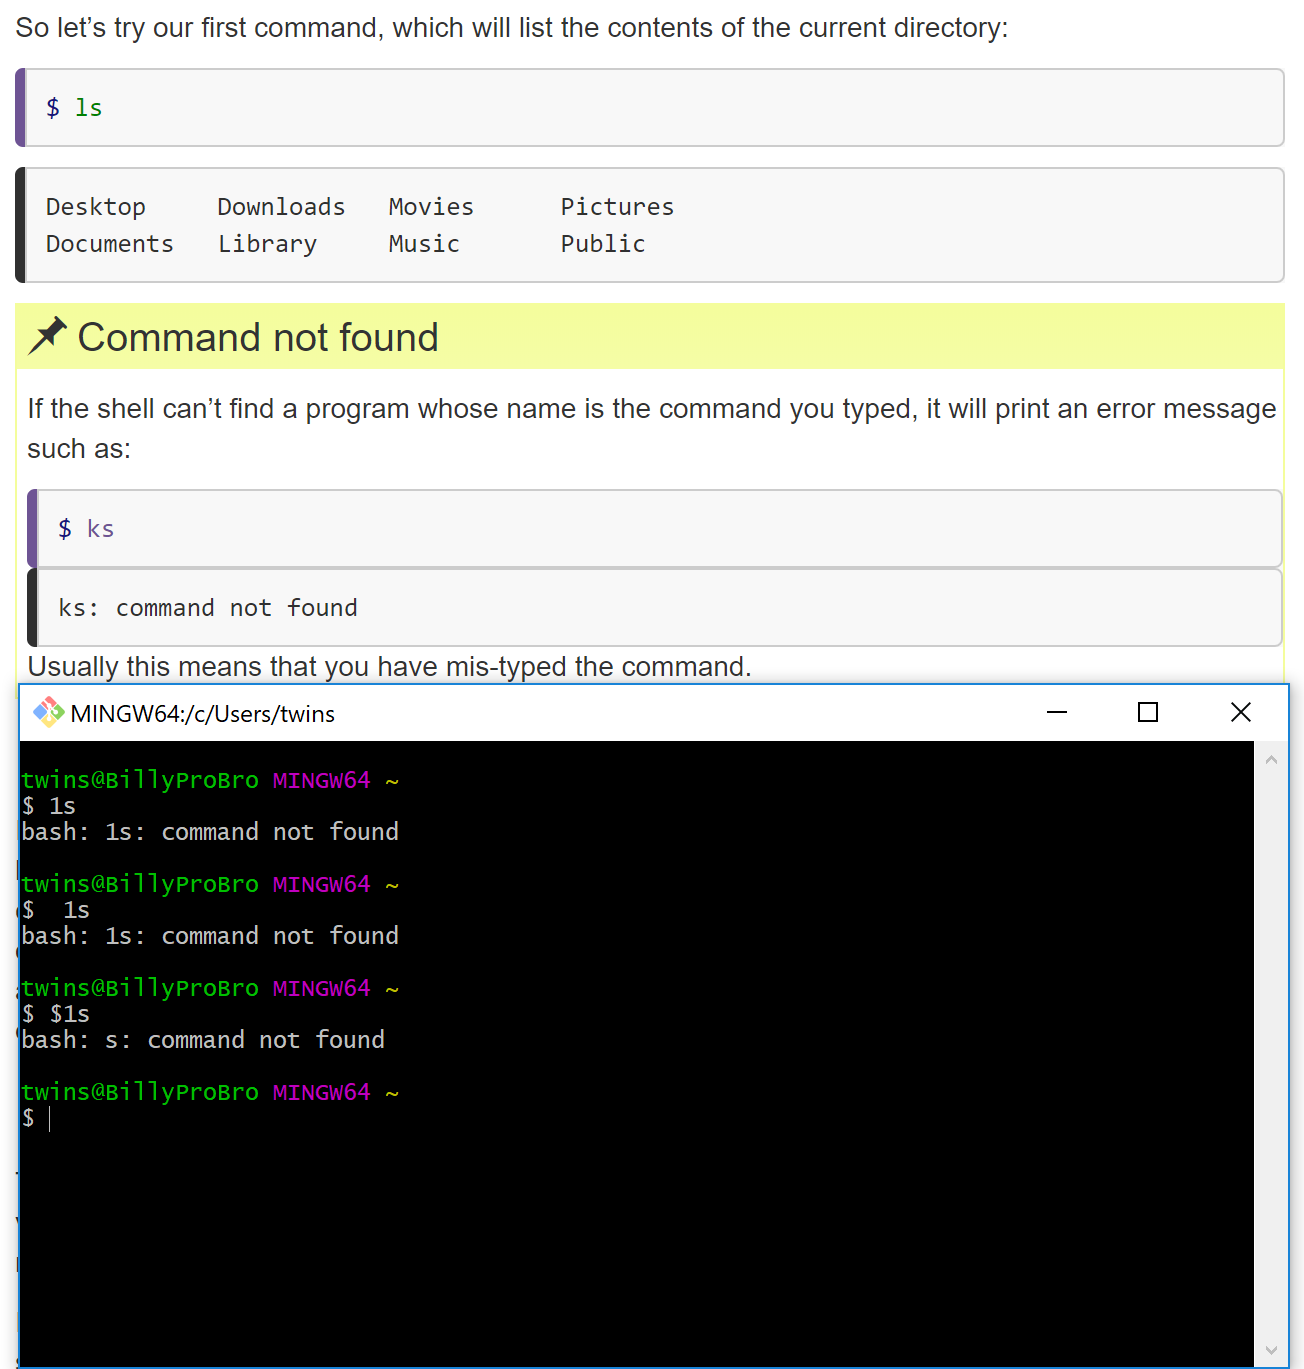 So let’s try our first command, which will list the contents of the current directory:
$ ls
Desktop Downloads Movies Pictures
Documents Library Music Public
Command not found
If the shell can’t find a program whose name is the command you typed, it will print an error message
such as:
$ ks
ks: command not found
Usually this means that you have mis-typed the command.
MINGW64:/c/Users/twins
twins@BillyProBro MINGW64 ~
$ 1s
bash: 1s: command not found
twins@BillyProBro MINGW64 ~
$  1s
bash: 1s: command not found
twins@BillyProBro MINGW64 ~
$ $1s
bash: s: command not found
twins@BillyProBro MINGW64 ~
$